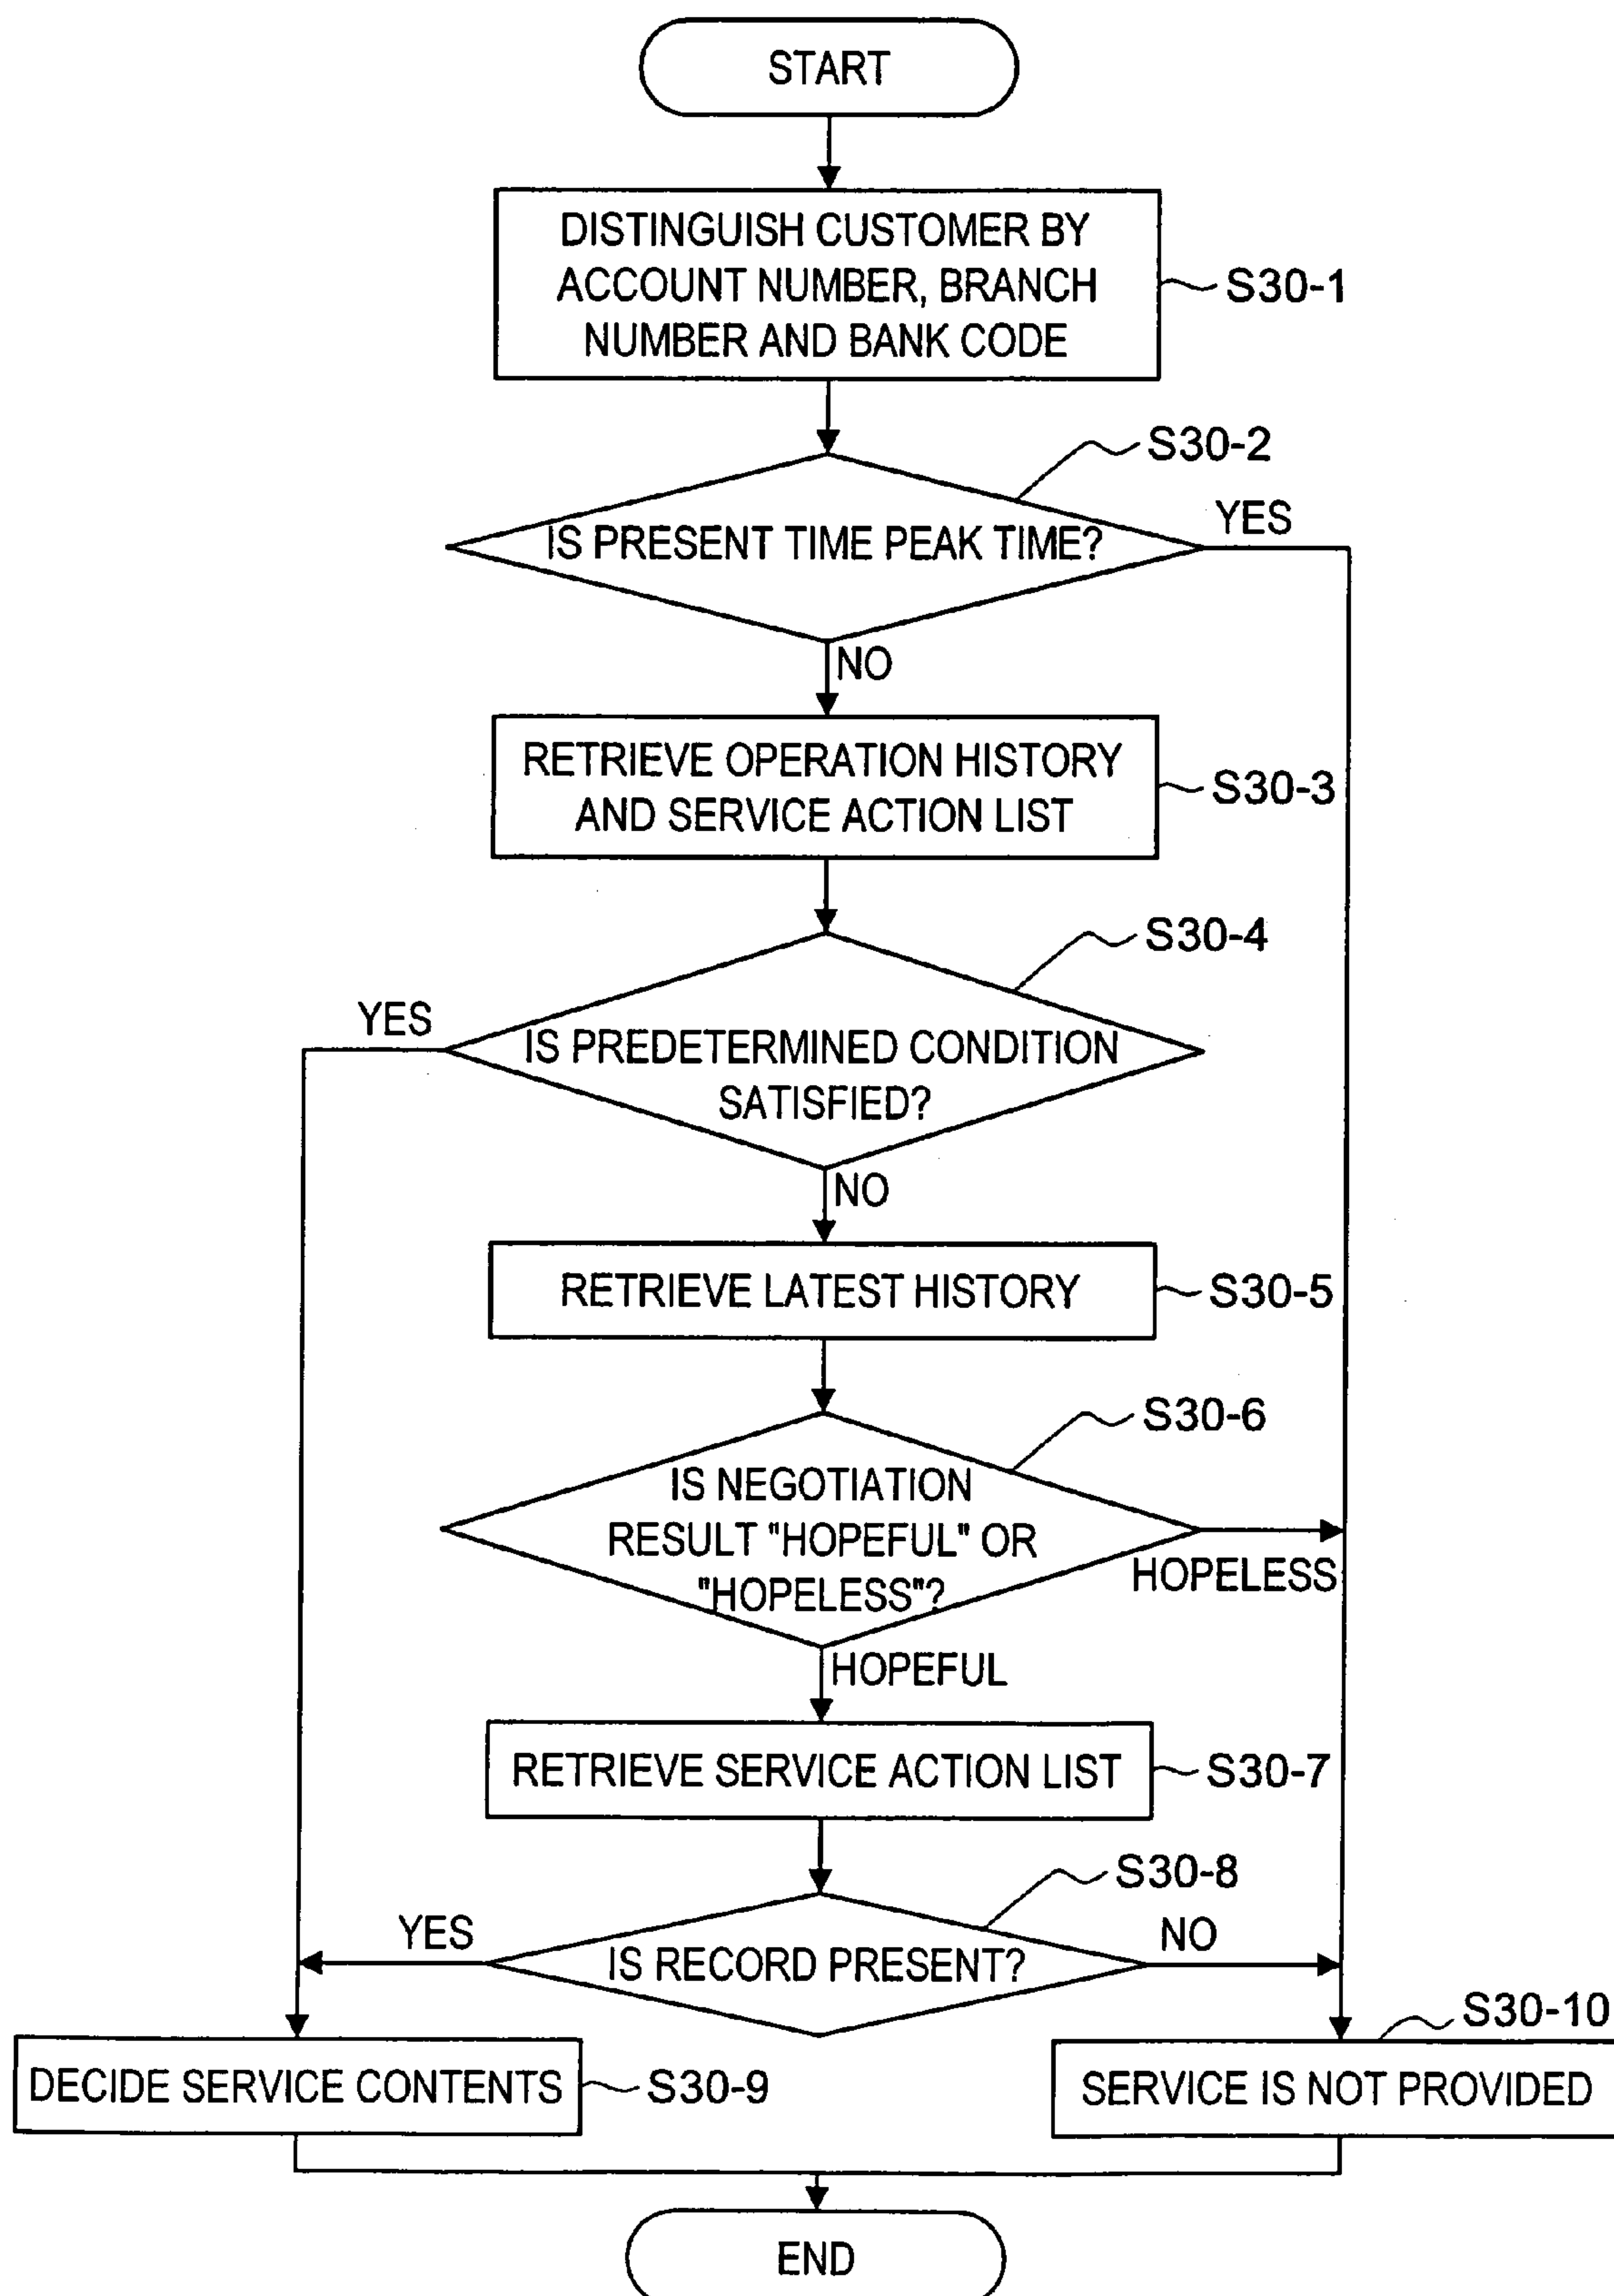 START
DISTINGUISH CUSTOMER BY
ACCOUNT NUMBER, BRANCH
NUMBER AND BANK CODE
S30-1
S30-2
IS PRESENT TIME PEAK TIME?
YES
NO
RETRIEVE OPERATION HISTORY
AND SERVICE ACTION LIST
S30-3
S30-4
YES
IS PREDETERMINED CONDITION
SATISFIED?
NO
RETRIEVE LATEST HISTORY
S30-5
S30-6
IS NEGOTIATION
RESULT "HOPEFUL" OR
"HOPELESS"?
HOPELESS
HOPEFUL
RETRIEVE SERVICE ACTION LIST
S30-7
S30-8
YES
IS RECORD PRESENT?
NO
DECIDE SERVICE CONTENTS
S30-9
S30-10
SERVICE IS NOT PROVIDED
END